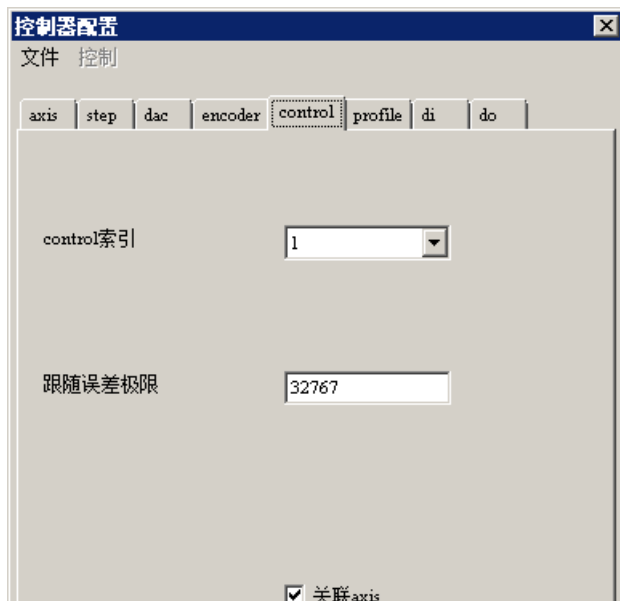 控制器配置
文件 控制
axis step dac encoder control profile di do
control索引 1
跟随误差极限 32767
关联axis